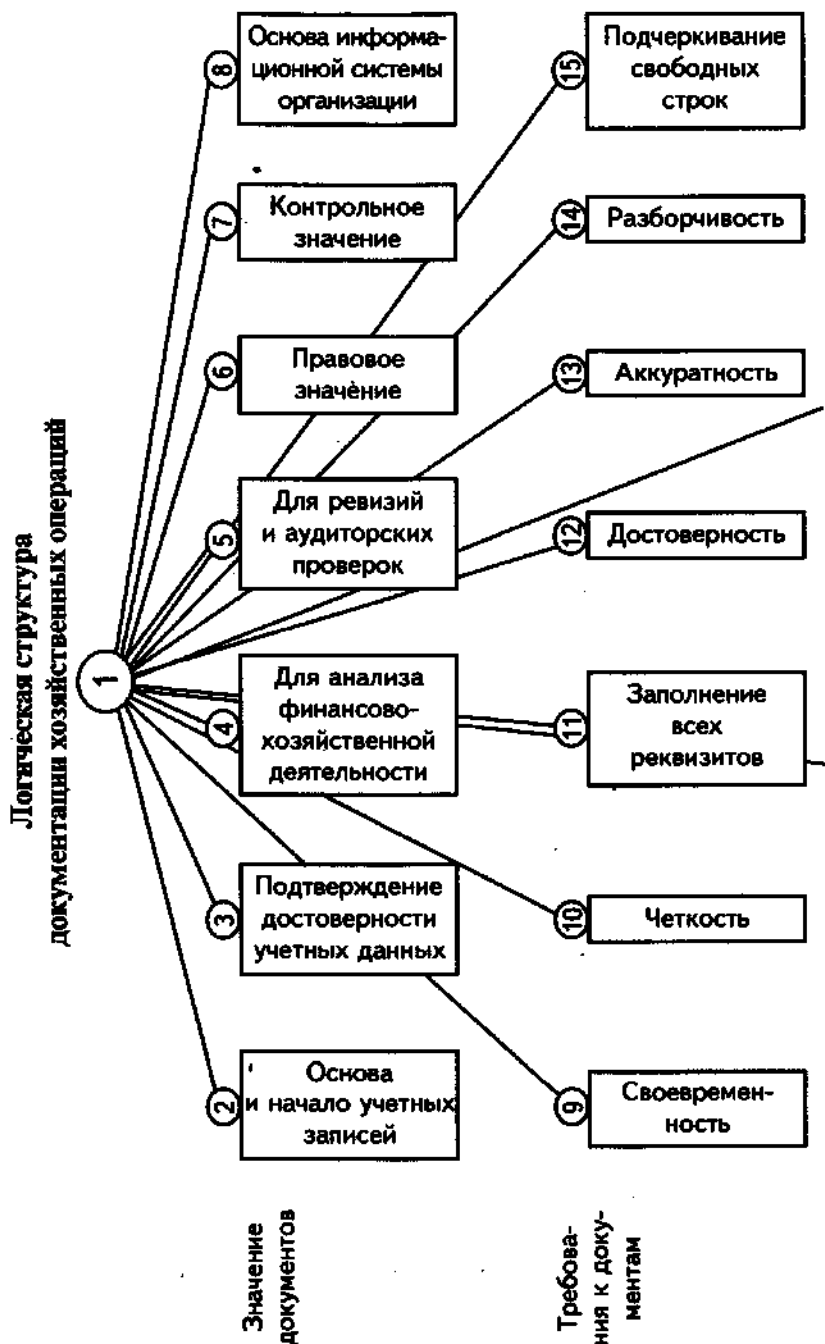 Логическая структура
документации хозяйственных операций
1
Значение
документов
2
Основа
и начало учетных
записей
3
Подтверждение
достоверности
учетных данных
4
Для анализа
финансово-
хозяйственной
деятельности
5
Для ревизий
и аудиторских
проверок
6
Правовое
значение
7
Контрольное
значение
8
Основа информа-
ционной системы
организации
Требова-
ния к доку-
ментам
9
Своевремен-
ность
10
Четкость
11
Заполнение
всех
реквизитов
12
Достоверность
13
Аккуратность
14
Разборчивость
15
Подчеркивание
свободных
строк